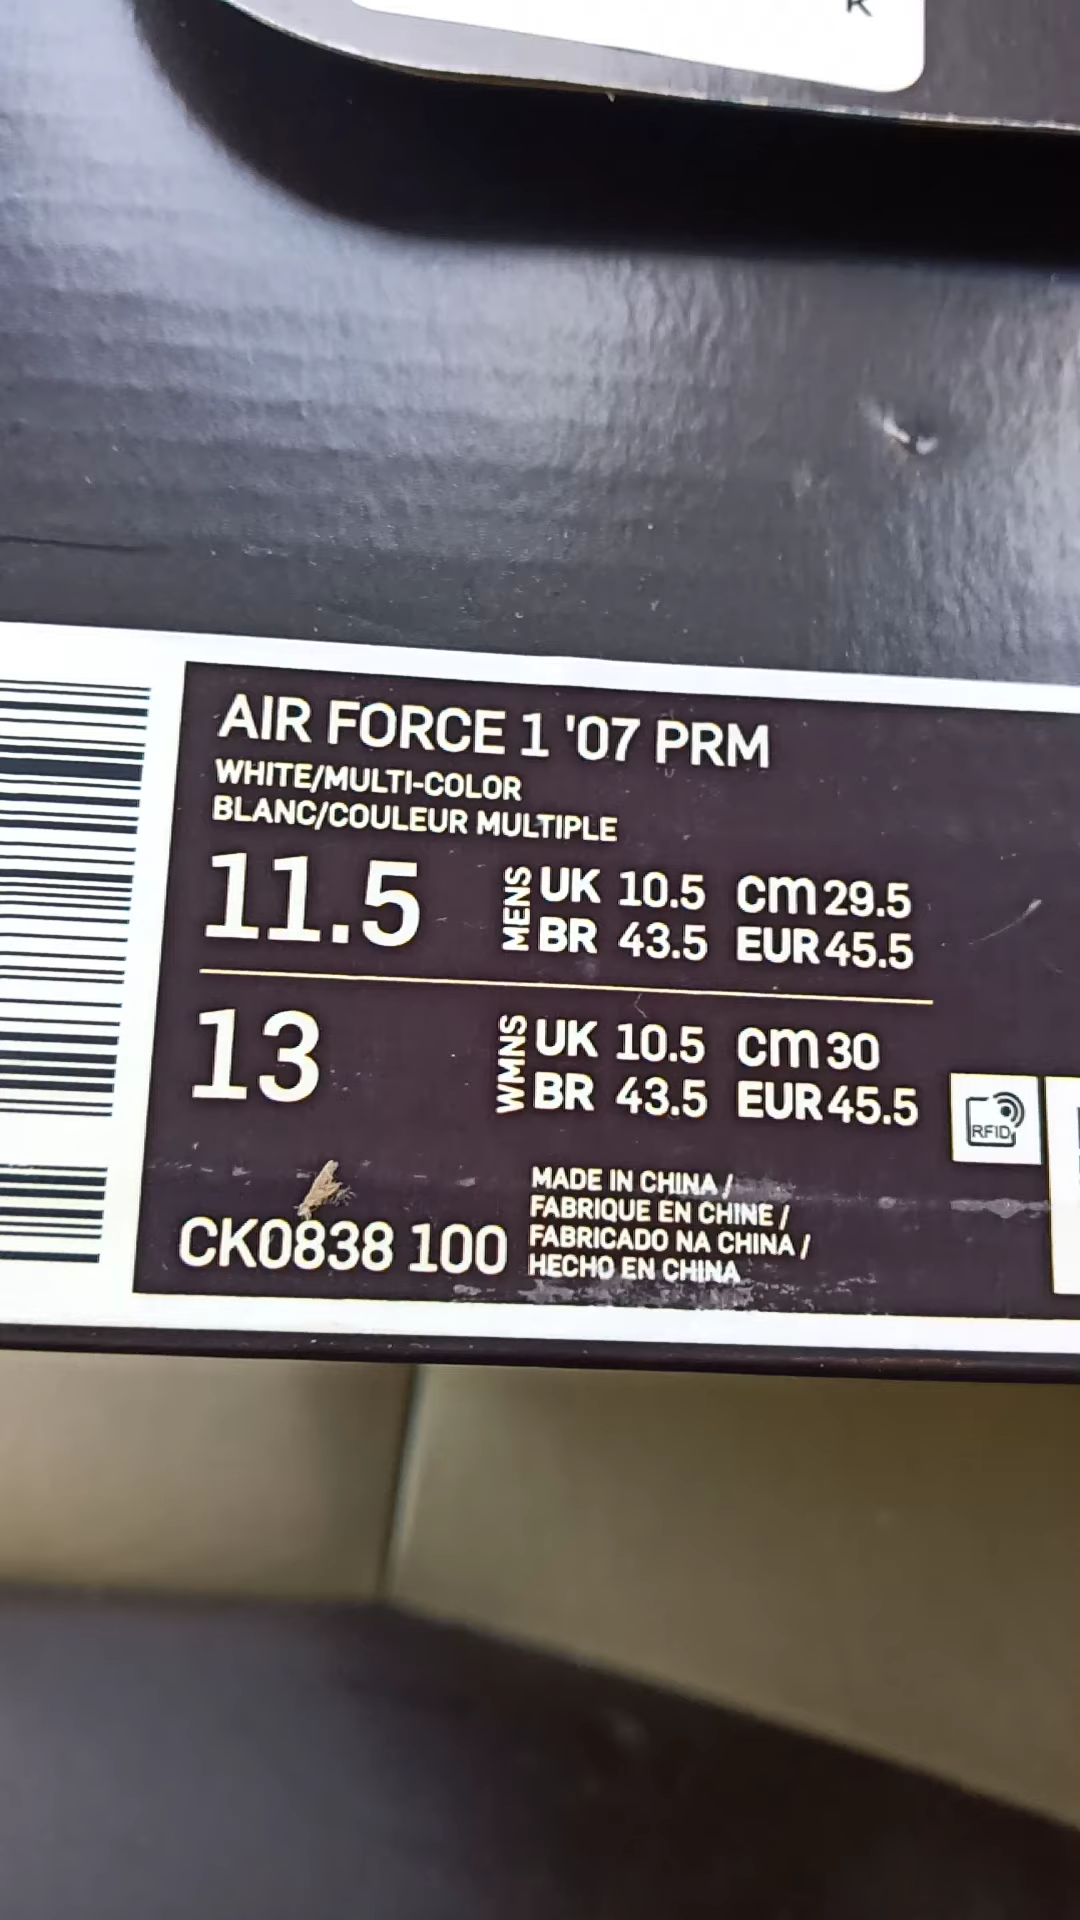 K
AIR FORCE 1 '07 PRM
WHITE/MULTI-COLOR
BLANC/COULEUR MULTIPLE
11.5 MENS UK 10.5 cm 29.5
BR 43.5 EUR 45.5
13 WMNS UK 10.5 cm 30
BR 43.5 EUR 45.5
RFID
MADE IN CHINA /
FABRIQUE EN CHINE /
FABRICADO NA CHINA /
HECHO EN CHINA
CK0838 100